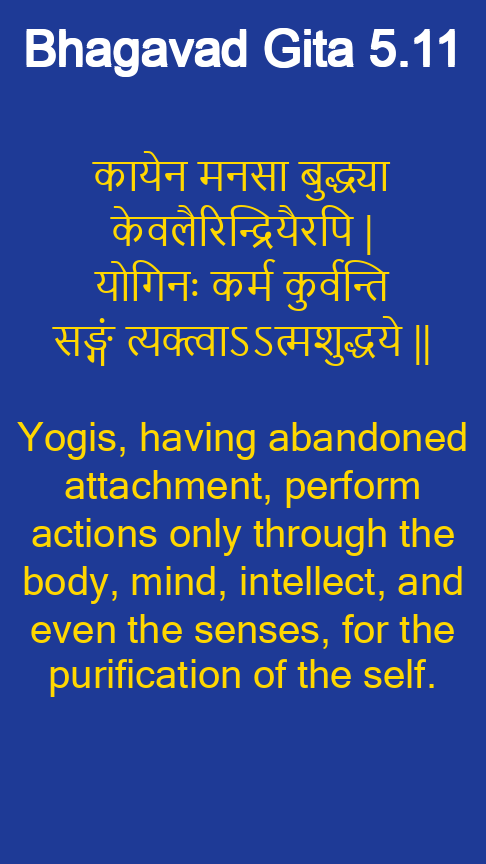 Bhagavad Gita 5.11
कायेन मनसा बुद्ध्या
केवलैरिन्द्रियैरपि |
योगिनः कर्म कुर्वन्ति
सङ्गं त्यक्त्वाऽऽत्मशुद्धये ||
Yogis, having abandoned
attachment, perform
actions only through the
body, mind, intellect, and
even the senses, for the
purification of the self.